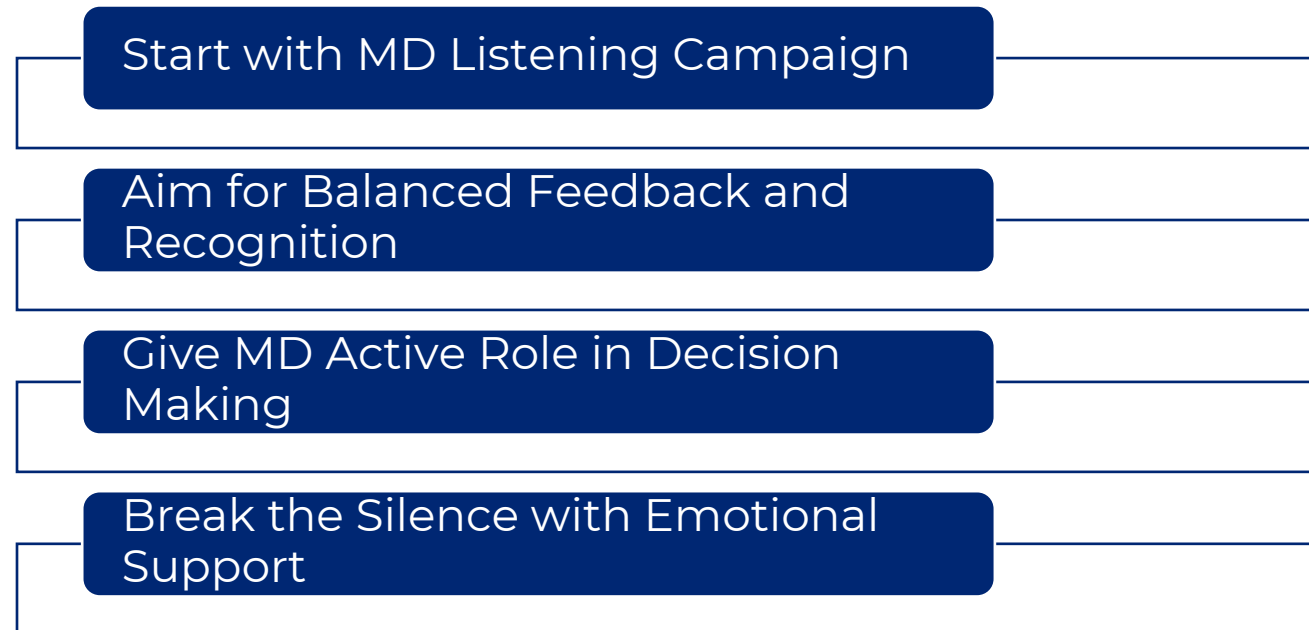 Start with MD Listening Campaign
Aim for Balanced Feedback and
Recognition
Give MD Active Role in Decision
Making
Break the Silence with Emotional
Support